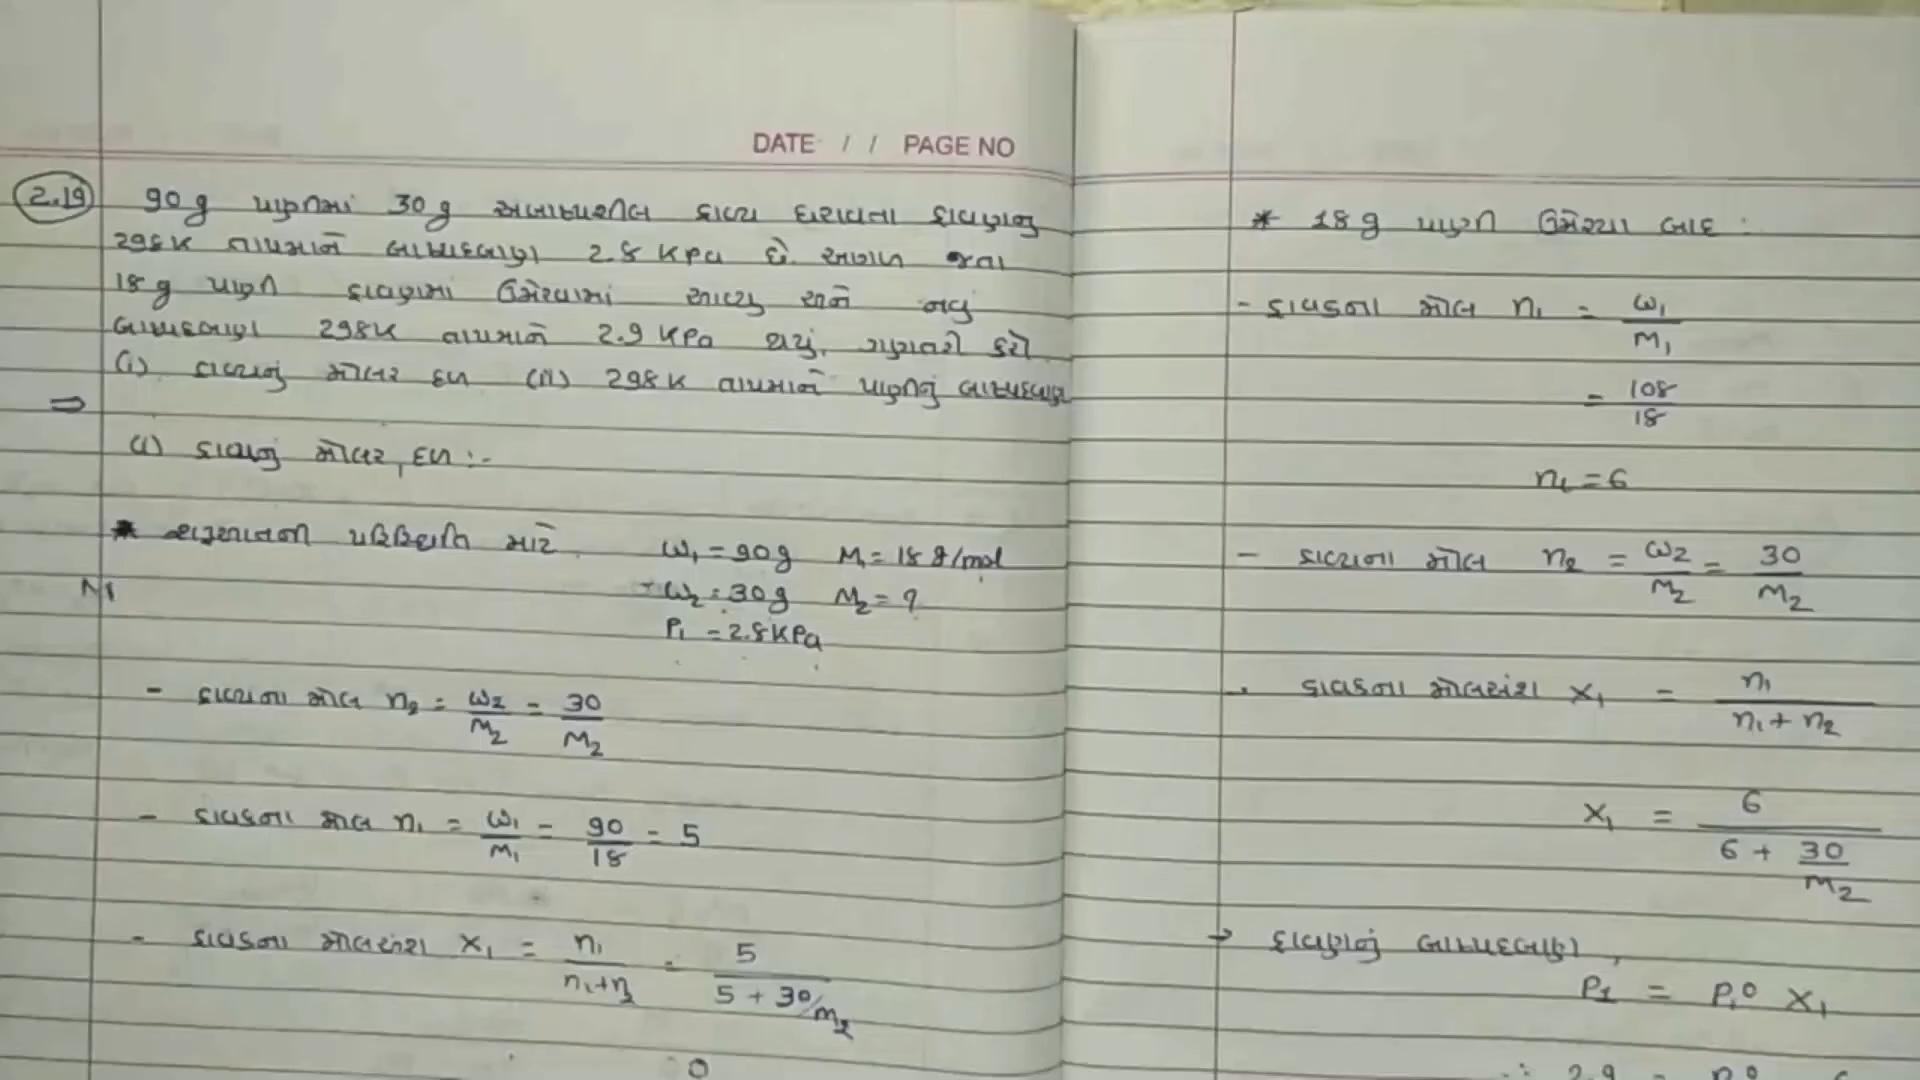 DATE / / PAGE NO
2.19 90 g પાણીમાં 30 g અબાષ્પશીલ દ્રાવ્ય ધરાવતા દ્રાવણનું
298K તાપમાને બાષ્પદબાણ 2.8 KPa છે. આગળ જતા
18 g પાણી દ્રાવણમાં ઉમેરવામાં આવ્યુ અને નવું
બાષ્પદબાણ 298K તાપમાને 2.9 KPa થયું, ગણતરી કરો
(i) દ્રાવ્યનું મોલર દળ (ii) 298K તાપમાને પાણીનું બાષ્પદબાણ
⇒
(i) દ્રાવ્યનું મોલર દળ :-
* શરૂઆતની પરિસ્થિતિ માટે w₁ = 90 g M₁ = 18 g/mol
w₂ = 30 g M₂ = ?
P₁ = 2.8 KPa
- દ્રાવ્યના મોલ n₂ = w₂/M₂ = 30/M₂
- દ્રાવકના મોલ n₁ = w₁/M₁ = 90/18 = 5
- દ્રાવકના મોલઅંશ x₁ = n₁/(n₁+n₂) = 5/(5 + 30/M₂)
* 18 g પાણી ઉમેર્યા બાદ :
- દ્રાવકના મોલ n₁ = w₁/M₁
= 108/18
n₁ = 6
- દ્રાવ્યના મોલ n₂ = w₂/M₂ = 30/M₂
- દ્રાવકના મોલઅંશ x₁ = n₁/(n₁ + n₂)
x₁ = 6/(6 + 30/M₂)
→ દ્રાવણનું બાષ્પદબાણ,
P₁ = P₁⁰ x₁